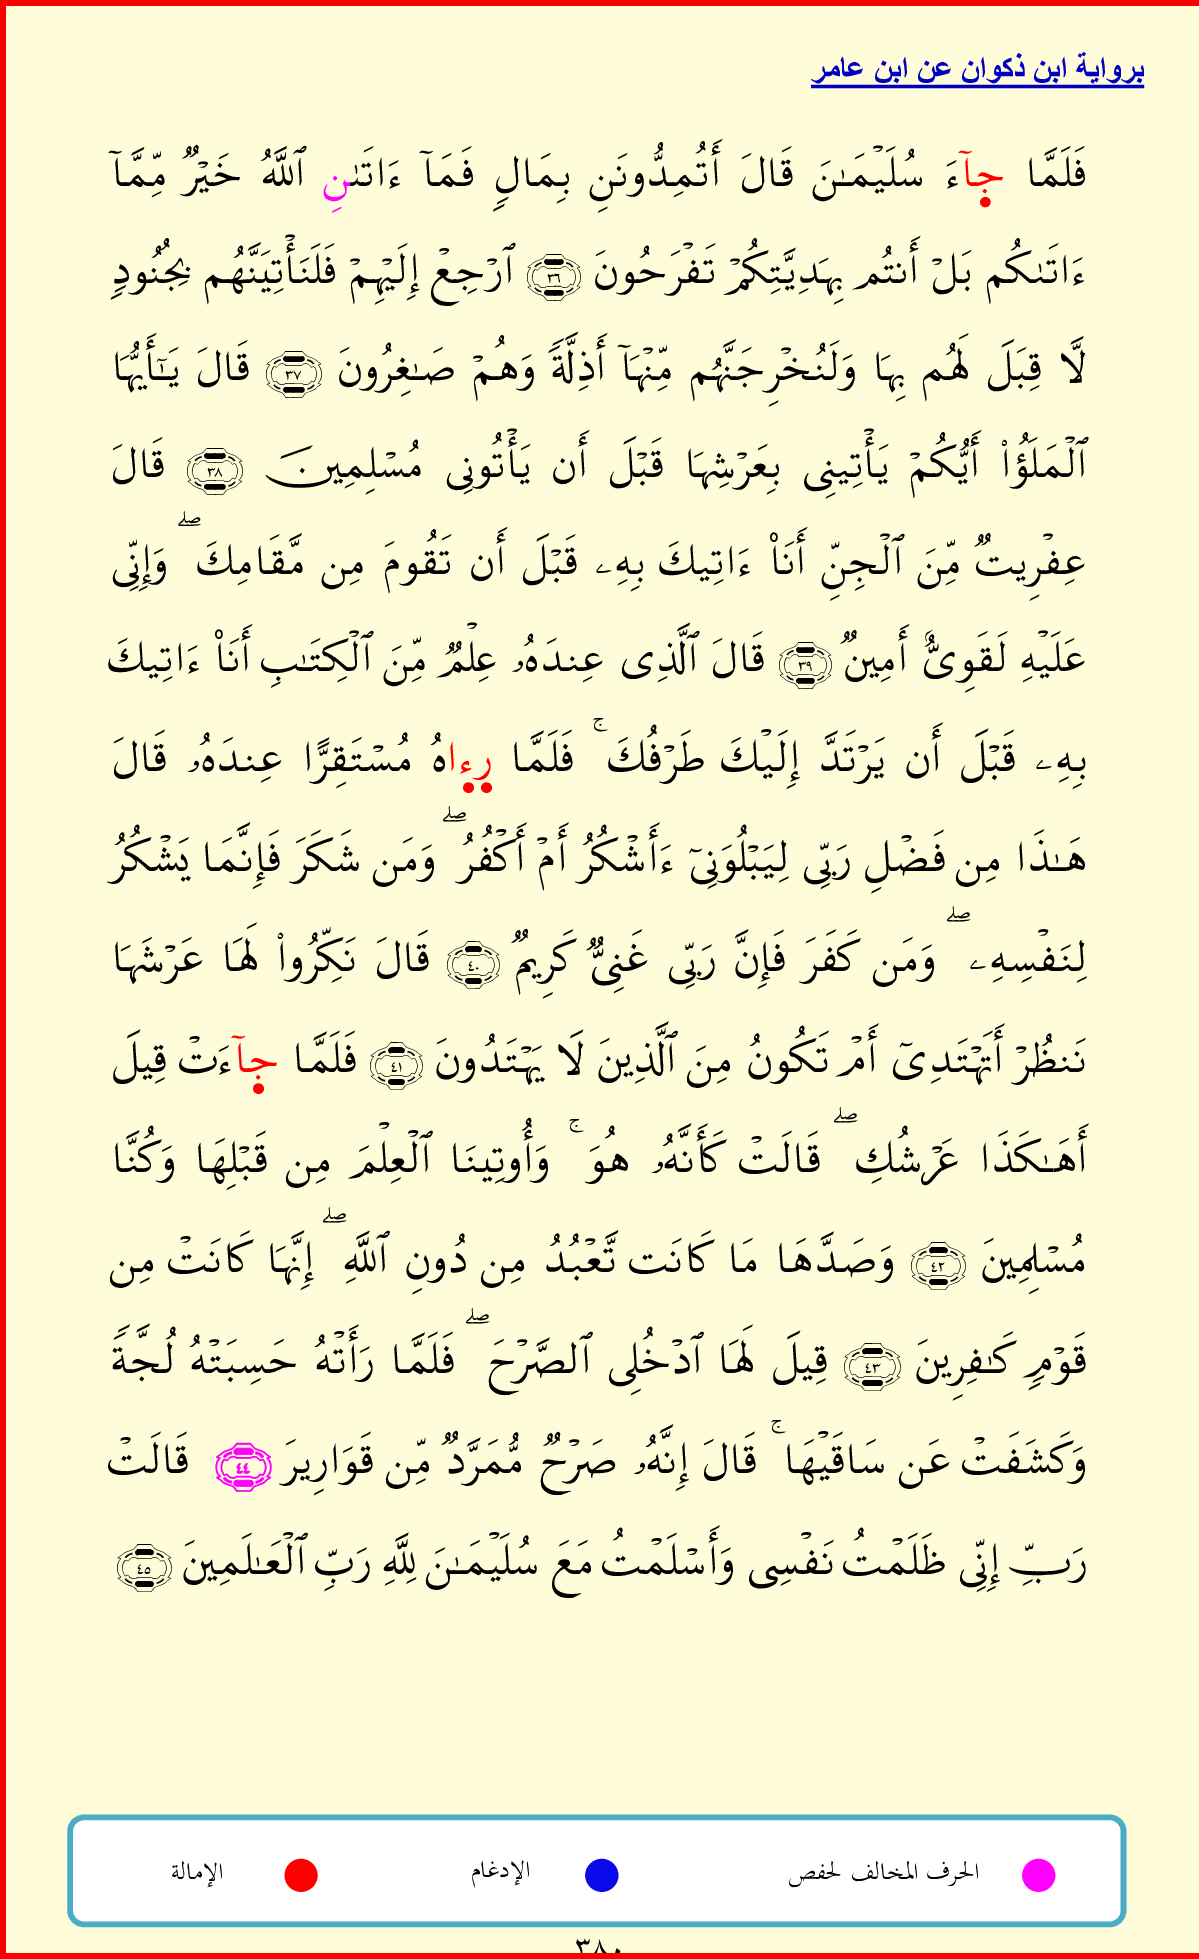 برواية ابن ذكوان عن ابن عامر
فَلَمَّا جِآءَ سُلَيْمَـٰنَ قَالَ أَتُمِدُّونَنِ بِمَالٍ فَمَآ ءَاتَىٰنِ ٱللَّهُ خَيْرٌ مِّمَّآ
ءَاتَىٰكُم بَلْ أَنتُم بِهَدِيَّتِكُمْ تَفْرَحُونَ ٣٦ ٱرْجِعْ إِلَيْهِمْ فَلَنَأْتِيَنَّهُم بِجُنُودٍ
لَّا قِبَلَ لَهُم بِهَا وَلَنُخْرِجَنَّهُم مِّنْهَآ أَذِلَّةً وَهُمْ صَـٰغِرُونَ ٣٧ قَالَ يَـٰٓأَيُّهَا
ٱلْمَلَؤُا۟ أَيُّكُمْ يَأْتِينِى بِعَرْشِهَا قَبْلَ أَن يَأْتُونِى مُسْلِمِينَ ٣٨ قَالَ
عِفْرِيتٌ مِّنَ ٱلْجِنِّ أَنَا۠ ءَاتِيكَ بِهِۦ قَبْلَ أَن تَقُومَ مِن مَّقَامِكَ ۖ وَإِنِّى
عَلَيْهِ لَقَوِىٌّ أَمِينٌ ٣٩ قَالَ ٱلَّذِى عِندَهُۥ عِلْمٌ مِّنَ ٱلْكِتَـٰبِ أَنَا۠ ءَاتِيكَ
بِهِۦ قَبْلَ أَن يَرْتَدَّ إِلَيْكَ طَرْفُكَ ۚ فَلَمَّا رِءِاهُ مُسْتَقِرًّا عِندَهُۥ قَالَ
هَـٰذَا مِن فَضْلِ رَبِّى لِيَبْلُوَنِىٓ ءَأَشْكُرُ أَمْ أَكْفُرُ ۖ وَمَن شَكَرَ فَإِنَّمَا يَشْكُرُ
لِنَفْسِهِۦ ۖ وَمَن كَفَرَ فَإِنَّ رَبِّى غَنِىٌّ كَرِيمٌ ٤٠ قَالَ نَكِّرُوا۟ لَهَا عَرْشَهَا
نَنظُرْ أَتَهْتَدِىٓ أَمْ تَكُونُ مِنَ ٱلَّذِينَ لَا يَهْتَدُونَ ٤١ فَلَمَّا جِآءَتْ قِيلَ
أَهَـٰكَذَا عَرْشُكِ ۖ قَالَتْ كَأَنَّهُۥ هُوَ ۚ وَأُوتِينَا ٱلْعِلْمَ مِن قَبْلِهَا وَكُنَّا
مُسْلِمِينَ ٤٢ وَصَدَّهَا مَا كَانَت تَّعْبُدُ مِن دُونِ ٱللَّهِ ۖ إِنَّهَا كَانَتْ مِن
قَوْمٍ كَـٰفِرِينَ ٤٣ قِيلَ لَهَا ٱدْخُلِى ٱلصَّرْحَ ۖ فَلَمَّا رَأَتْهُ حَسِبَتْهُ لُجَّةً
وَكَشَفَتْ عَن سَاقَيْهَا ۚ قَالَ إِنَّهُۥ صَرْحٌ مُّمَرَّدٌ مِّن قَوَارِيرَ ٤٤ قَالَتْ
رَبِّ إِنِّى ظَلَمْتُ نَفْسِى وَأَسْلَمْتُ مَعَ سُلَيْمَـٰنَ لِلَّهِ رَبِّ ٱلْعَـٰلَمِينَ ٤٥
الحرف المخالف لحفص الإدغام الإمالة
٣٨٠